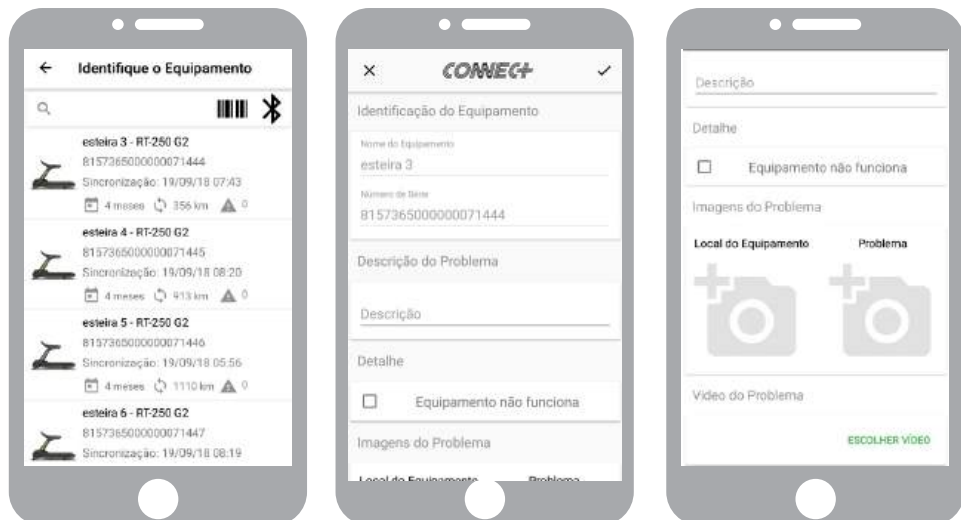 Identifique o Equipamento
esteira 3 - RT-250 G2
8157365000000071444
Sincronização: 19/09/18 07:43
4 meses 356 km 0
esteira 4 - RT-250 G2
8157365000000071445
Sincronização: 19/09/18 08:20
4 meses 913 km 0
esteira 5 - RT-250 G2
8157365000000071446
Sincronização: 19/09/18 05:56
4 meses 1110 km 0
esteira 6 - RT-250 G2
8157365000000071447
Sincronização: 19/09/18 08:19
CONNECT
Identificação do Equipamento
Nome do Equipamento
esteira 3
Número de Série
8157365000000071444
Descrição do Problema
Descrição
Detalhe
Equipamento não funciona
Imagens do Problema
Local do Equipamento Problema
Descrição
Detalhe
Equipamento não funciona
Imagens do Problema
Local do Equipamento Problema
Vídeo do Problema
ESCOLHER VÍDEO